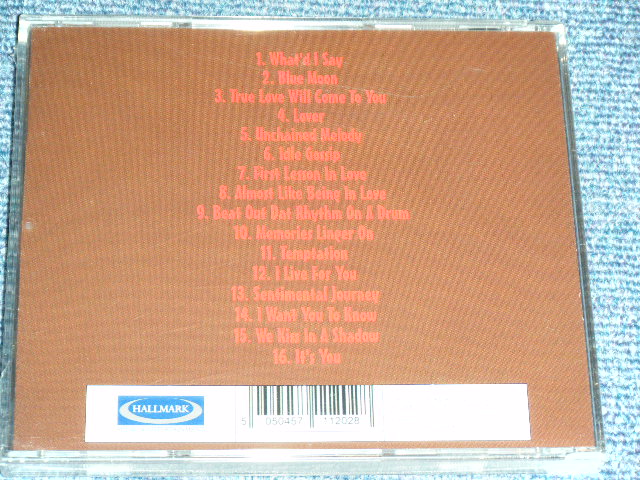 1. What'd I Say
2. Blue Moon
3. True Love Will Come To You
4. Lover
5. Unchained Melody
6. Idle Gossip
7. First Lesson In Love
8. Almost Like Being In Love
9. Beat Out Dat Rhythm On A Drum
10. Memories Linger On
11. Temptation
12. I Live For You
13. Sentimental Journey
14. I Want You To Know
15. We Kiss In A Shadow
16. It's You
HALLMARK
5 050457 112028